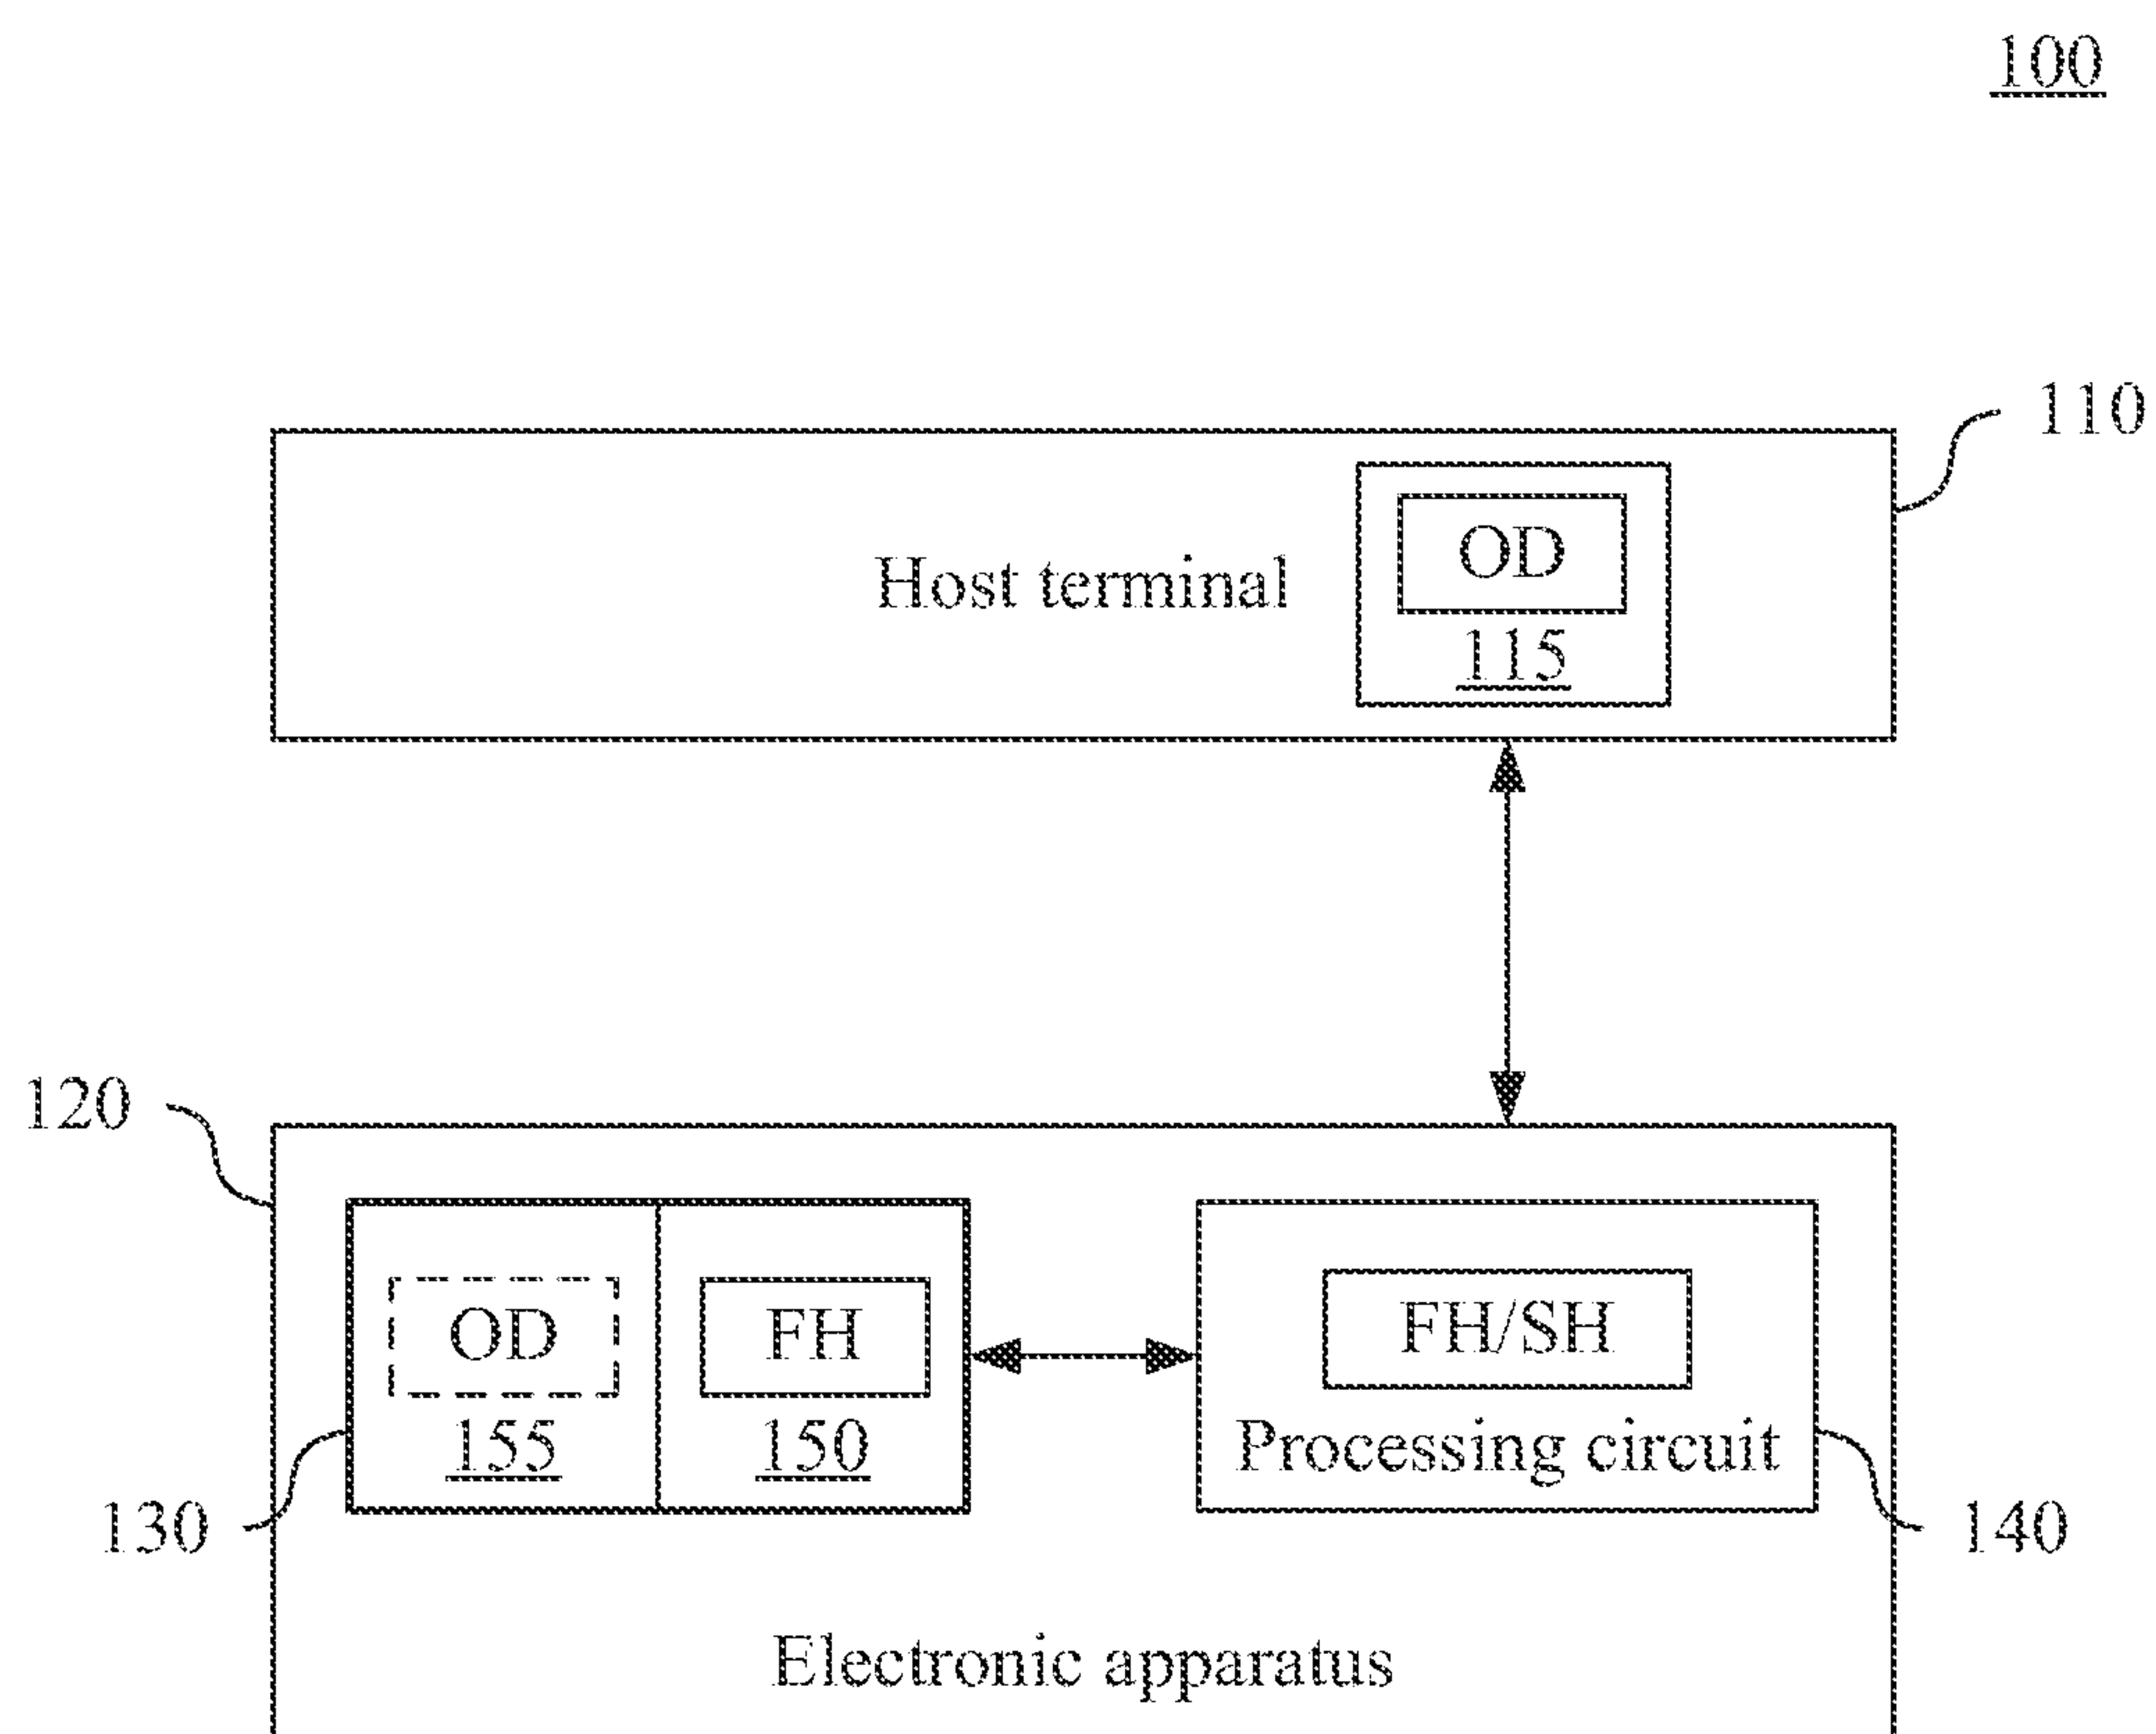 100
110
OD
Host terminal
115
120
OD
FH
FH/SH
155
150
Processing circuit
130
140
Electronic apparatus